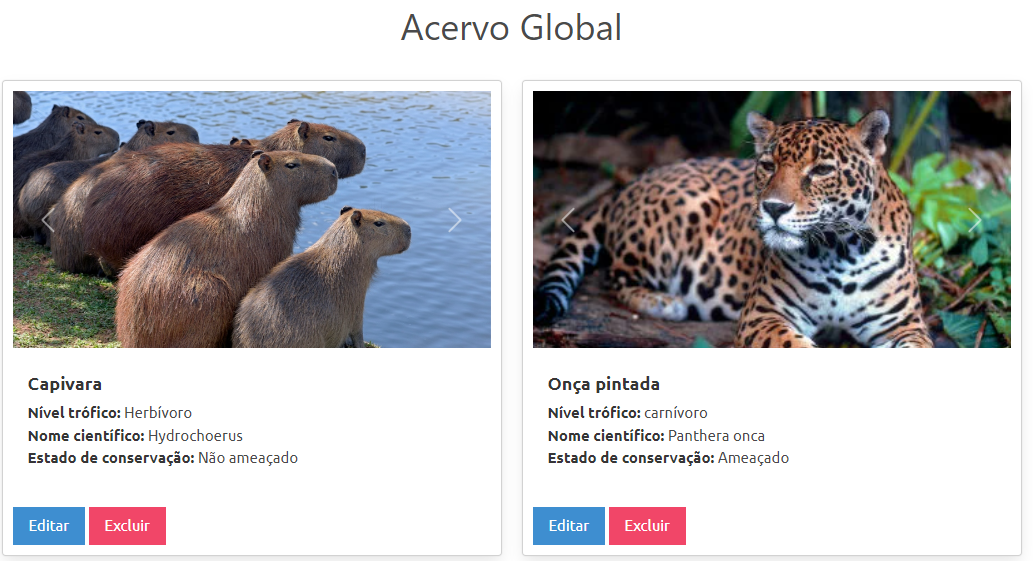 Acervo Global
Capivara
Nível trófico: Herbívoro
Nome científico: Hydrochoerus
Estado de conservação: Não ameaçado
Editar Excluir
Onça pintada
Nível trófico: carnívoro
Nome científico: Panthera onca
Estado de conservação: Ameaçado
Editar Excluir